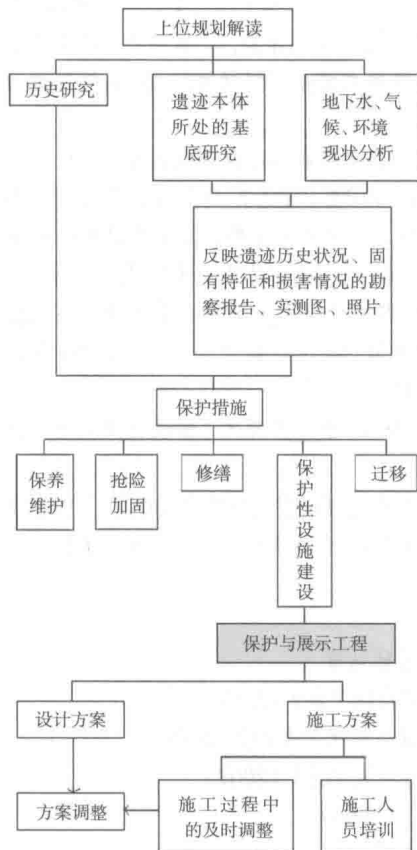 上位规划解读
历史研究
遗迹本体
所处的基
底研究
地下水、气
候、环境
现状分析
反映遗迹历史状况、固
有特征和损害情况的勘
察报告、实测图、照片
保护措施
保养
维护
抢险
加固
修缮
保
护
性
设
施
建
设
迁移
保护与展示工程
设计方案
施工方案
方案调整
施工过程中
的及时调整
施工人
员培训